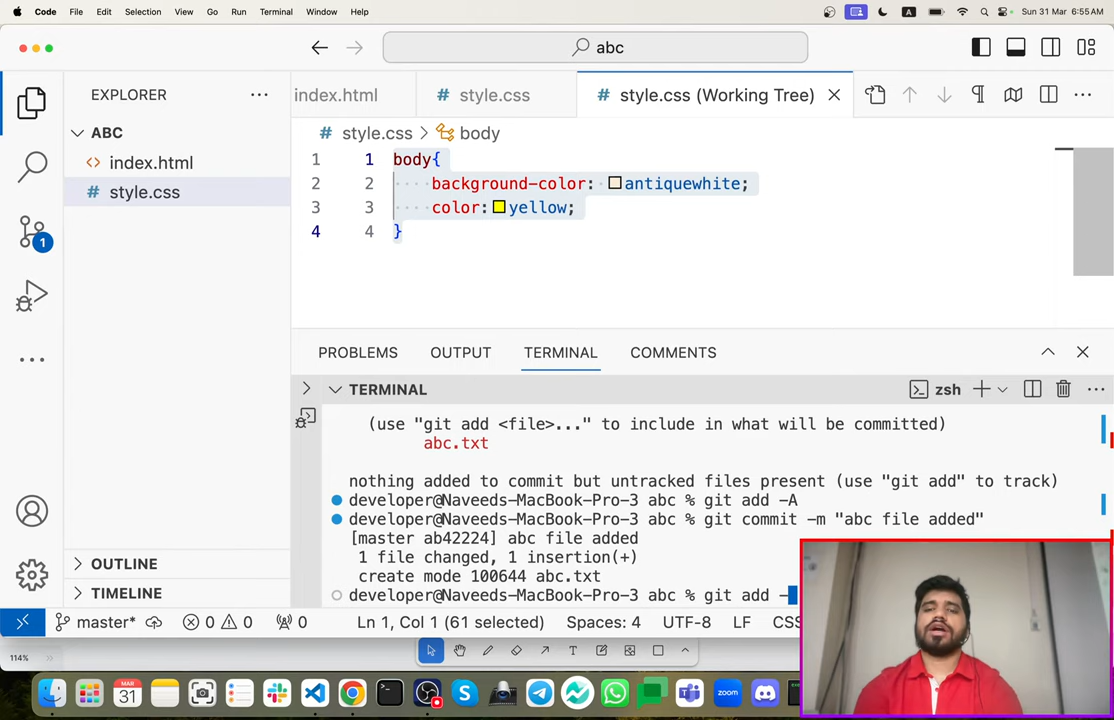 Code File Edit Selection View Go Run Terminal Window Help A Sun 31 Mar 6:55 AM
abc
EXPLORER
index.html
# style.css
# style.css (Working Tree)
ABC
# style.css > body
<> index.html
# style.css
1 1 body{
2 2 ····background-color: antiquewhite;
3 3 ····color: yellow;
4 4 }
1
PROBLEMS OUTPUT TERMINAL COMMENTS
TERMINAL
zsh
(use "git add <file>..." to include in what will be committed)
abc.txt
nothing added to commit but untracked files present (use "git add" to track)
developer@Naveeds-MacBook-Pro-3 abc % git add -A
developer@Naveeds-MacBook-Pro-3 abc % git commit -m "abc file added"
[master ab42224] abc file added
1 file changed, 1 insertion(+)
create mode 100644 abc.txt
developer@Naveeds-MacBook-Pro-3 abc % git add -
OUTLINE
TIMELINE
master* 0 0 0 Ln 1, Col 1 (61 selected) Spaces: 4 UTF-8 LF CSS
114%
MAR
31
zoom